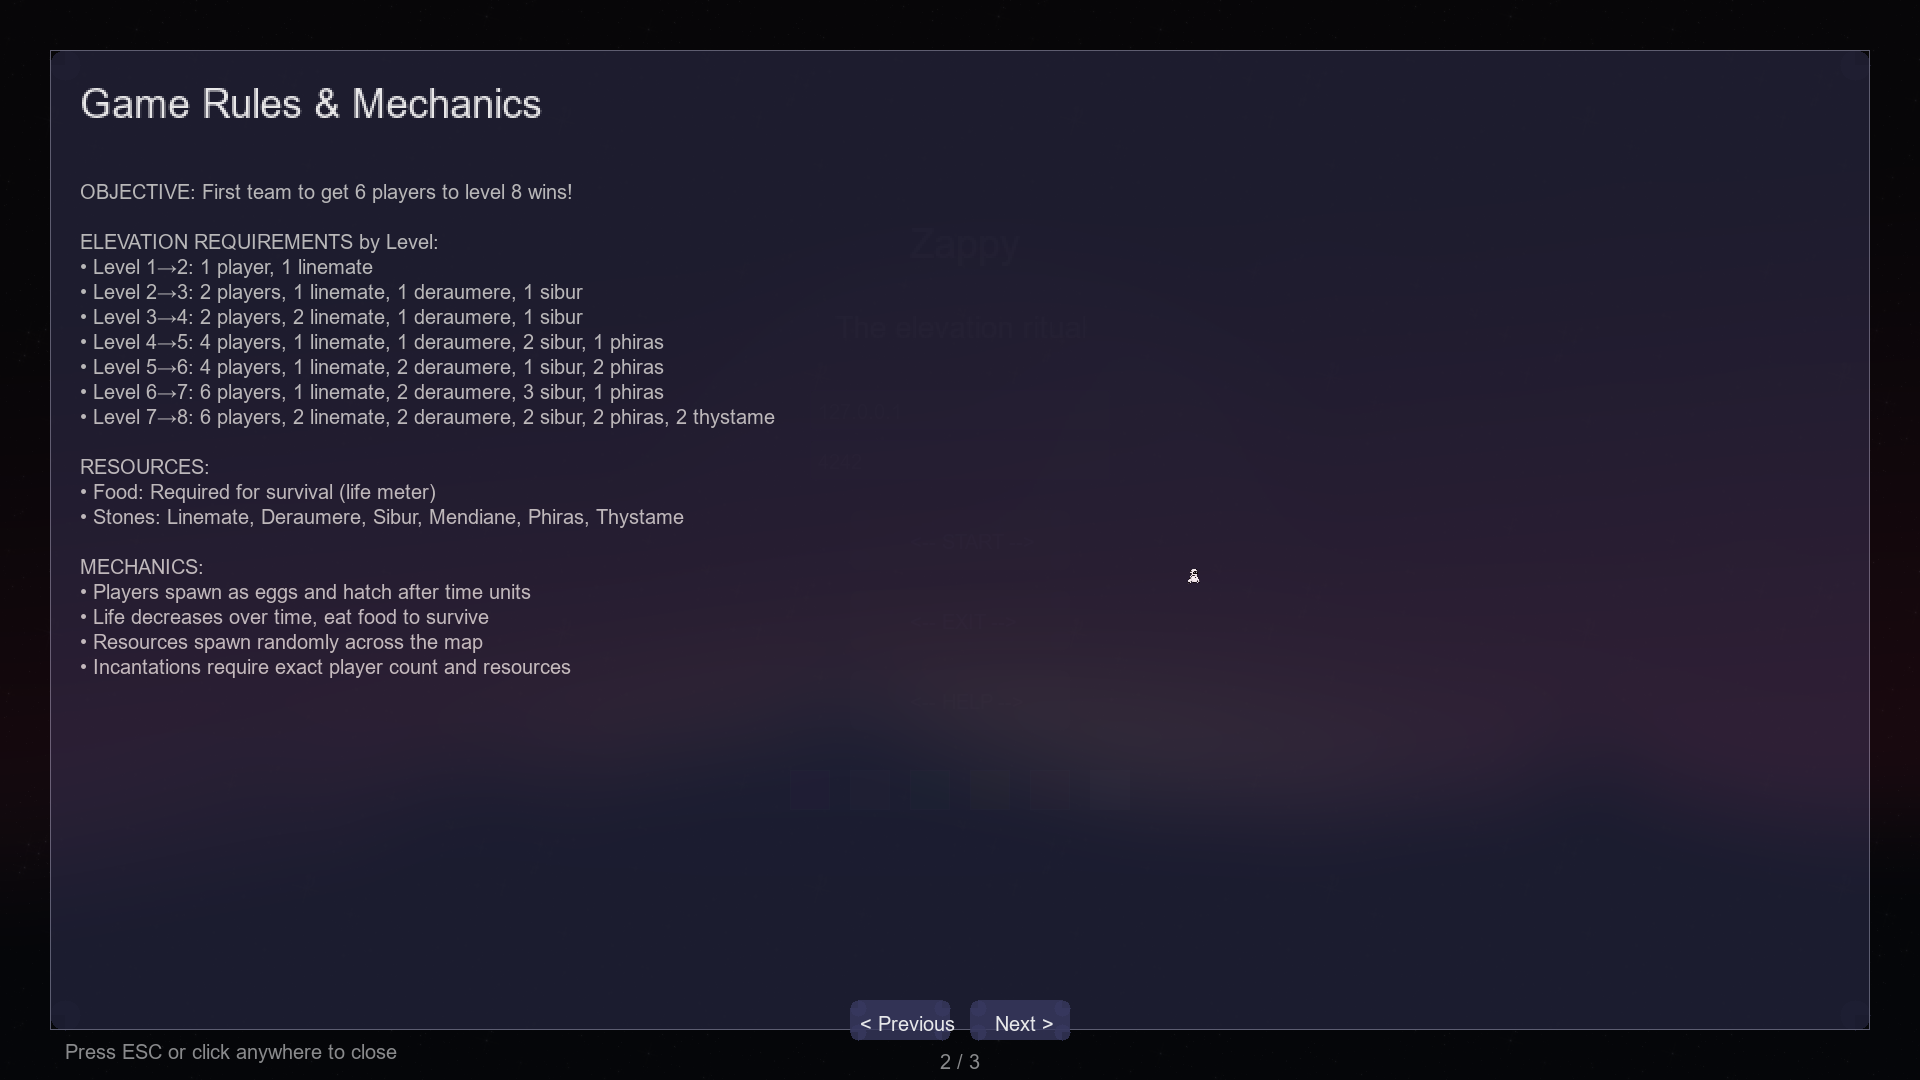 Game Rules & Mechanics
OBJECTIVE: First team to get 6 players to level 8 wins!
ELEVATION REQUIREMENTS by Level:
• Level 1→2: 1 player, 1 linemate
• Level 2→3: 2 players, 1 linemate, 1 deraumere, 1 sibur
• Level 3→4: 2 players, 2 linemate, 1 deraumere, 1 sibur
• Level 4→5: 4 players, 1 linemate, 1 deraumere, 2 sibur, 1 phiras
• Level 5→6: 4 players, 1 linemate, 2 deraumere, 1 sibur, 2 phiras
• Level 6→7: 6 players, 1 linemate, 2 deraumere, 3 sibur, 1 phiras
• Level 7→8: 6 players, 2 linemate, 2 deraumere, 2 sibur, 2 phiras, 2 thystame
RESOURCES:
• Food: Required for survival (life meter)
• Stones: Linemate, Deraumere, Sibur, Mendiane, Phiras, Thystame
MECHANICS:
• Players spawn as eggs and hatch after time units
• Life decreases over time, eat food to survive
• Resources spawn randomly across the map
• Incantations require exact player count and resources
Zappy
The elevation ritual
< Previous Next >
Press ESC or click anywhere to close
2 / 3